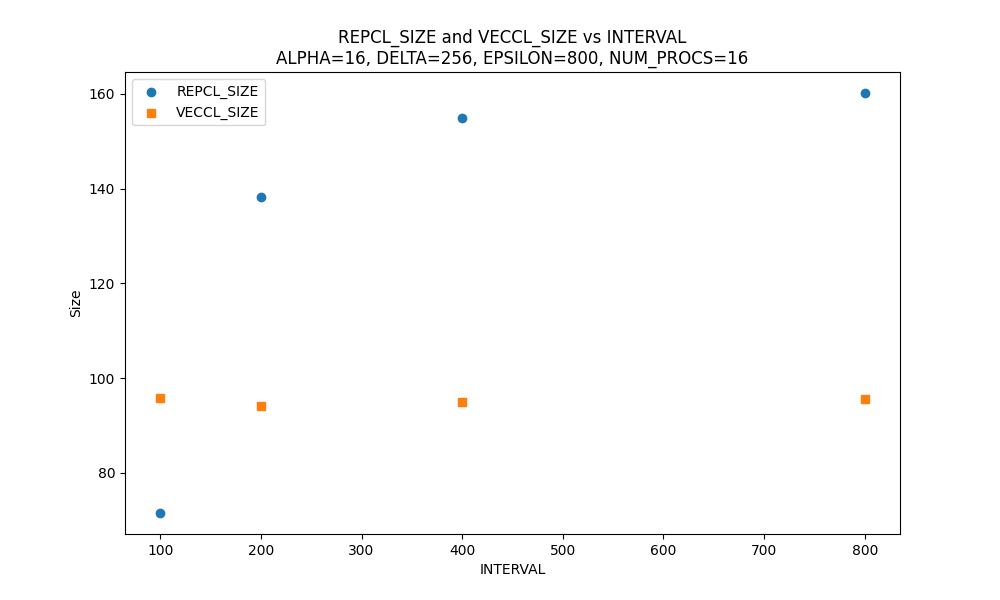 REPCL_SIZE and VECCL_SIZE vs INTERVAL
ALPHA=16, DELTA=256, EPSILON=800, NUM_PROCS=16
REPCL_SIZE
VECCL_SIZE
160
140
120
100
80
Size
100 200 300 400 500 600 700 800
INTERVAL